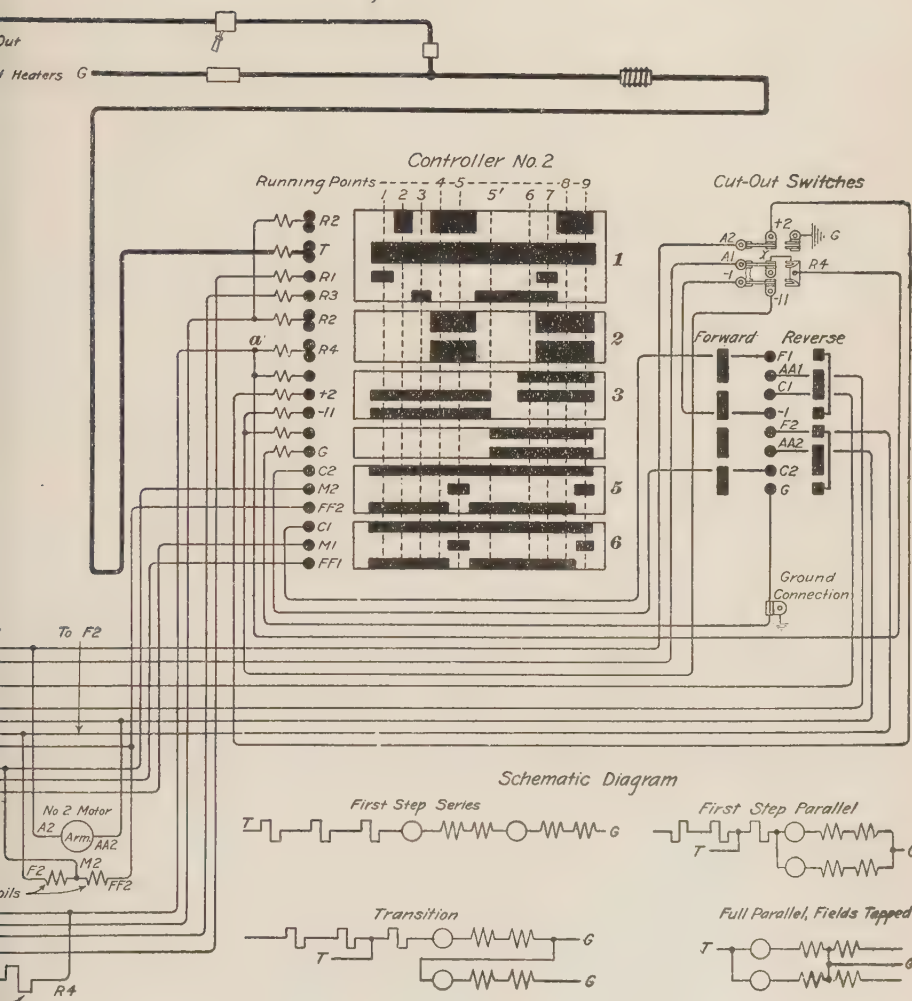 Out
Heaters G
Controller No. 2
Running Points
1 2 3 4 5 5' 6 7 8 9
Cut-Out Switches
R2
T
R1
R3
R2
a
R4
+2
-11
G
C2
M2
FF2
C1
M1
FF1
1
2
3
5
6
+2
G
A2
A1
-1
R4
-11
Forward
Reverse
F1
AA1
C1
-1
F2
AA2
C2
G
Ground
Connection
To F2
No 2 Motor
A2
Arm.
AA2
M2
F2
FF2
R4
Schematic Diagram
First Step Series
T
G
First Step Parallel
T
Transition
T
G
G
Full Parallel, Fields Tapped
T
G